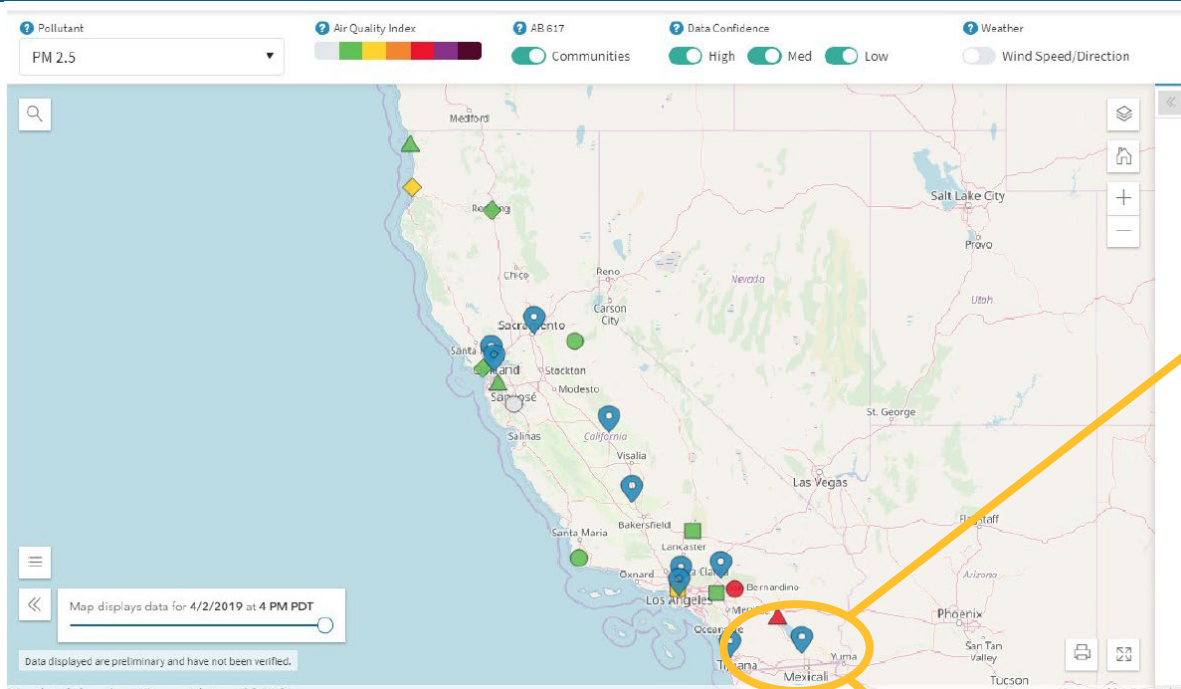 Pollutant
Air Quality Index
AB 617
Data Confidence
Weather
PM 2.5
Communities
High
Med
Low
Wind Speed/Direction
Medford
Salt Lake City
Provo
Chico
Reno
Nevada
Carson
City
Utah
Sacramento
Santa
Stockton
Modesto
San José
St. George
Salinas
California
Visalia
Las Vegas
Bakersfield
Santa Maria
Lancaster
Oxnard
Bernardino
Arizona
Los Angeles
Phoenix
San Tan
Valley
Tijuana
Yuma
Mexicali
Tucson
Map displays data for 4/2/2019 at 4 PM PDT
Data displayed are preliminary and have not been verified.